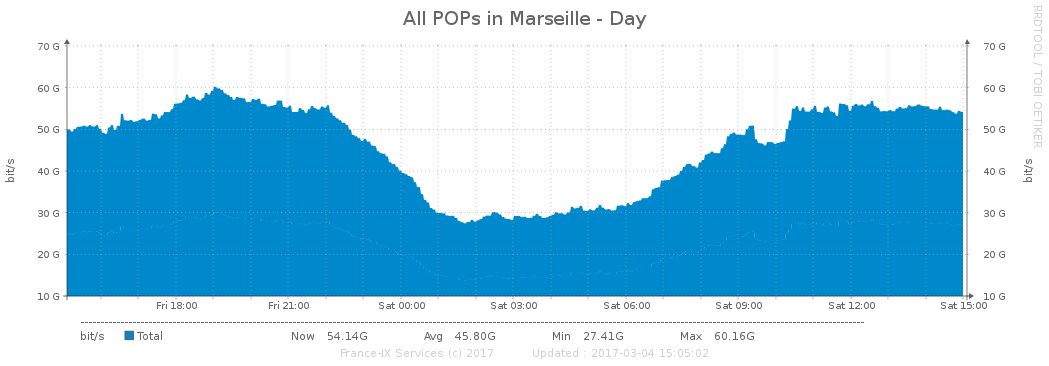 All POPs in Marseille - Day
RRDTOOL / TOBI OETIKER
70 G 70 G
60 G 60 G
50 G 50 G
40 G 40 G
30 G 30 G
20 G 20 G
10 G 10 G
bit/s bit/s
Fri 18:00 Fri 21:00 Sat 00:00 Sat 03:00 Sat 06:00 Sat 09:00 Sat 12:00 Sat 15:00
bit/s Total Now 54.14G Avg 45.80G Min 27.41G Max 60.16G
France-IX Services (c) 2017 Updated : 2017-03-04 15:05:02